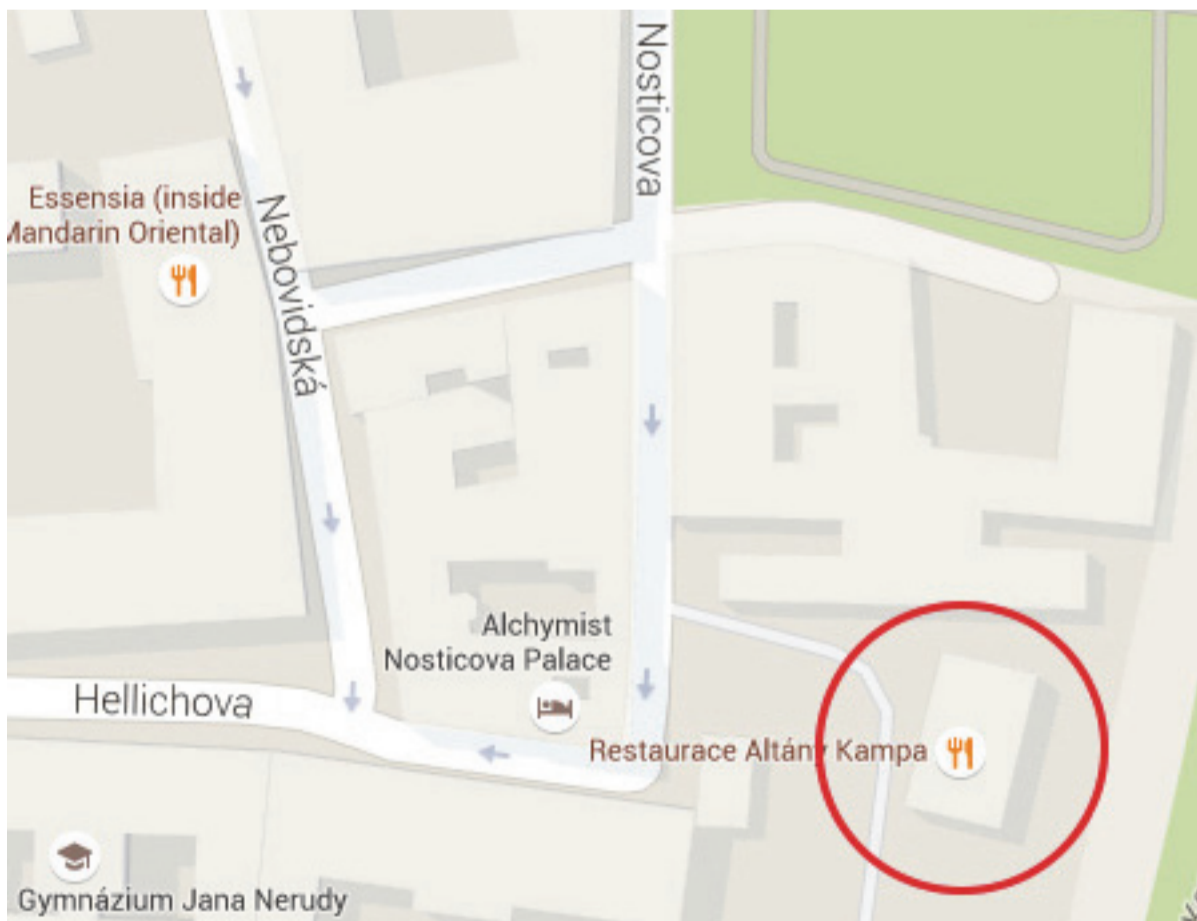 Nosticova
Essensia (inside
Mandarin Oriental)
Nebovidská
Alchymist
Nosticova Palace
Hellichova
Restaurace Altány Kampa
Gymnázium Jana Nerudy